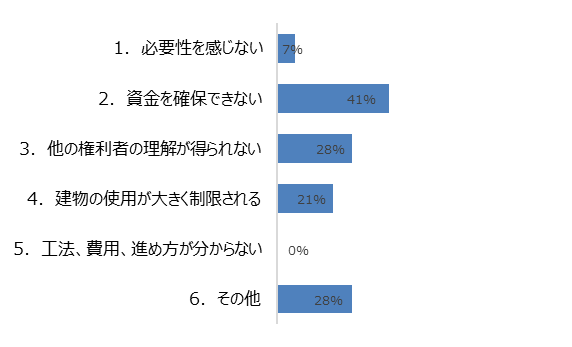 １．必要性を感じない 7%
２．資金を確保できない 41%
３．他の権利者の理解が得られない 28%
４．建物の使用が大きく制限される 21%
５．工法、費用、進め方が分からない 0%
６．その他 28%